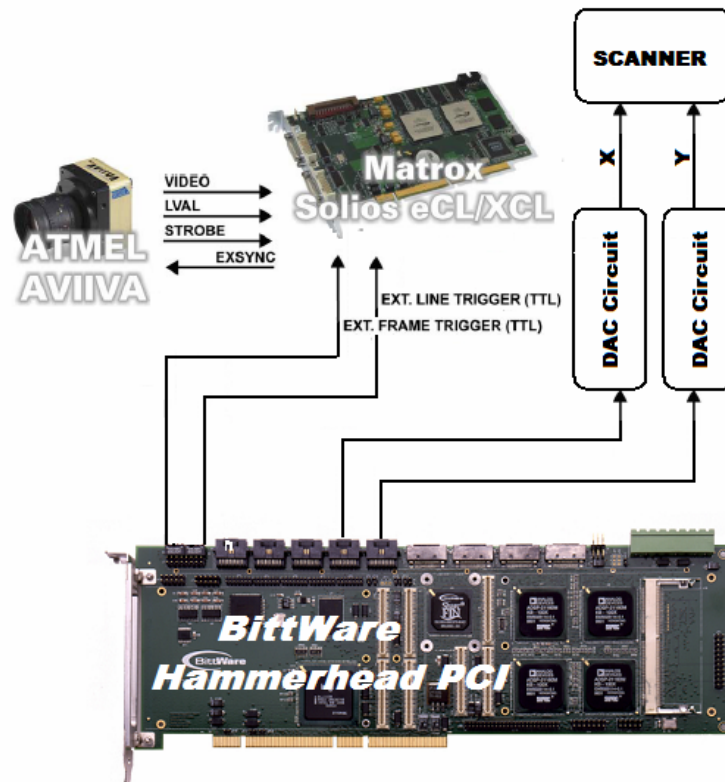 SCANNER
X
Y
Matrox
Solios eCL/XCL
VIDEO
LVAL
STROBE
EXSYNC
ATMEL
AVIIVA
EXT. LINE TRIGGER (TTL)
EXT. FRAME TRIGGER (TTL)
DAC Circuit
DAC Circuit
BittWare
Hammerhead PCI
BittWare